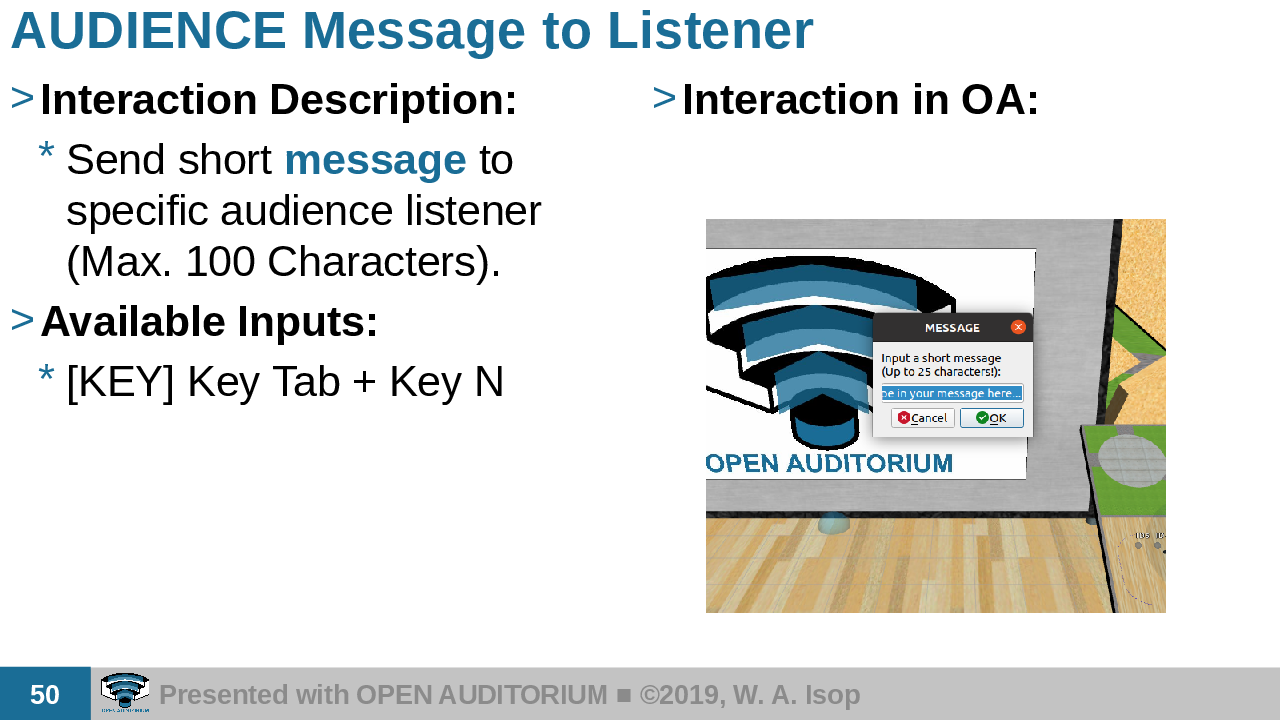 AUDIENCE Message to Listener
> Interaction Description:
* Send short message to
specific audience listener
(Max. 100 Characters).
> Available Inputs:
* [KEY] Key Tab + Key N
> Interaction in OA:
MESSAGE
Input a short message
(Up to 25 characters!):
pe in your message here...
Cancel
OK
OPEN AUDITORIUM
50
OPEN AUDITORIUM
Presented with OPEN AUDITORIUM ■ ©2019, W. A. Isop